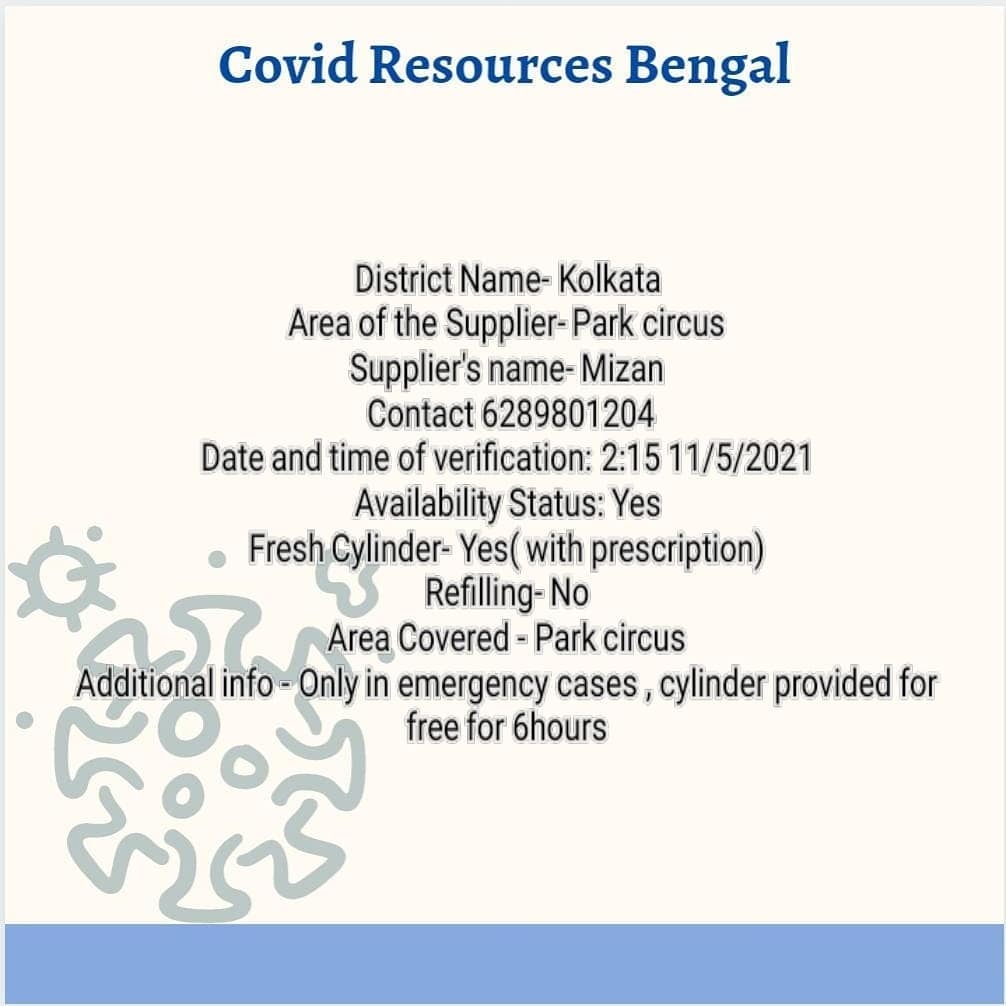 Covid Resources Bengal
District Name- Kolkata
Area of the Supplier- Park circus
Supplier's name- Mizan
Contact 6289801204
Date and time of verification: 2:15 11/5/2021
Availability Status: Yes
Fresh Cylinder- Yes( with prescription)
Refilling- No
Area Covered - Park circus
Additional info - Only in emergency cases , cylinder provided for
free for 6hours